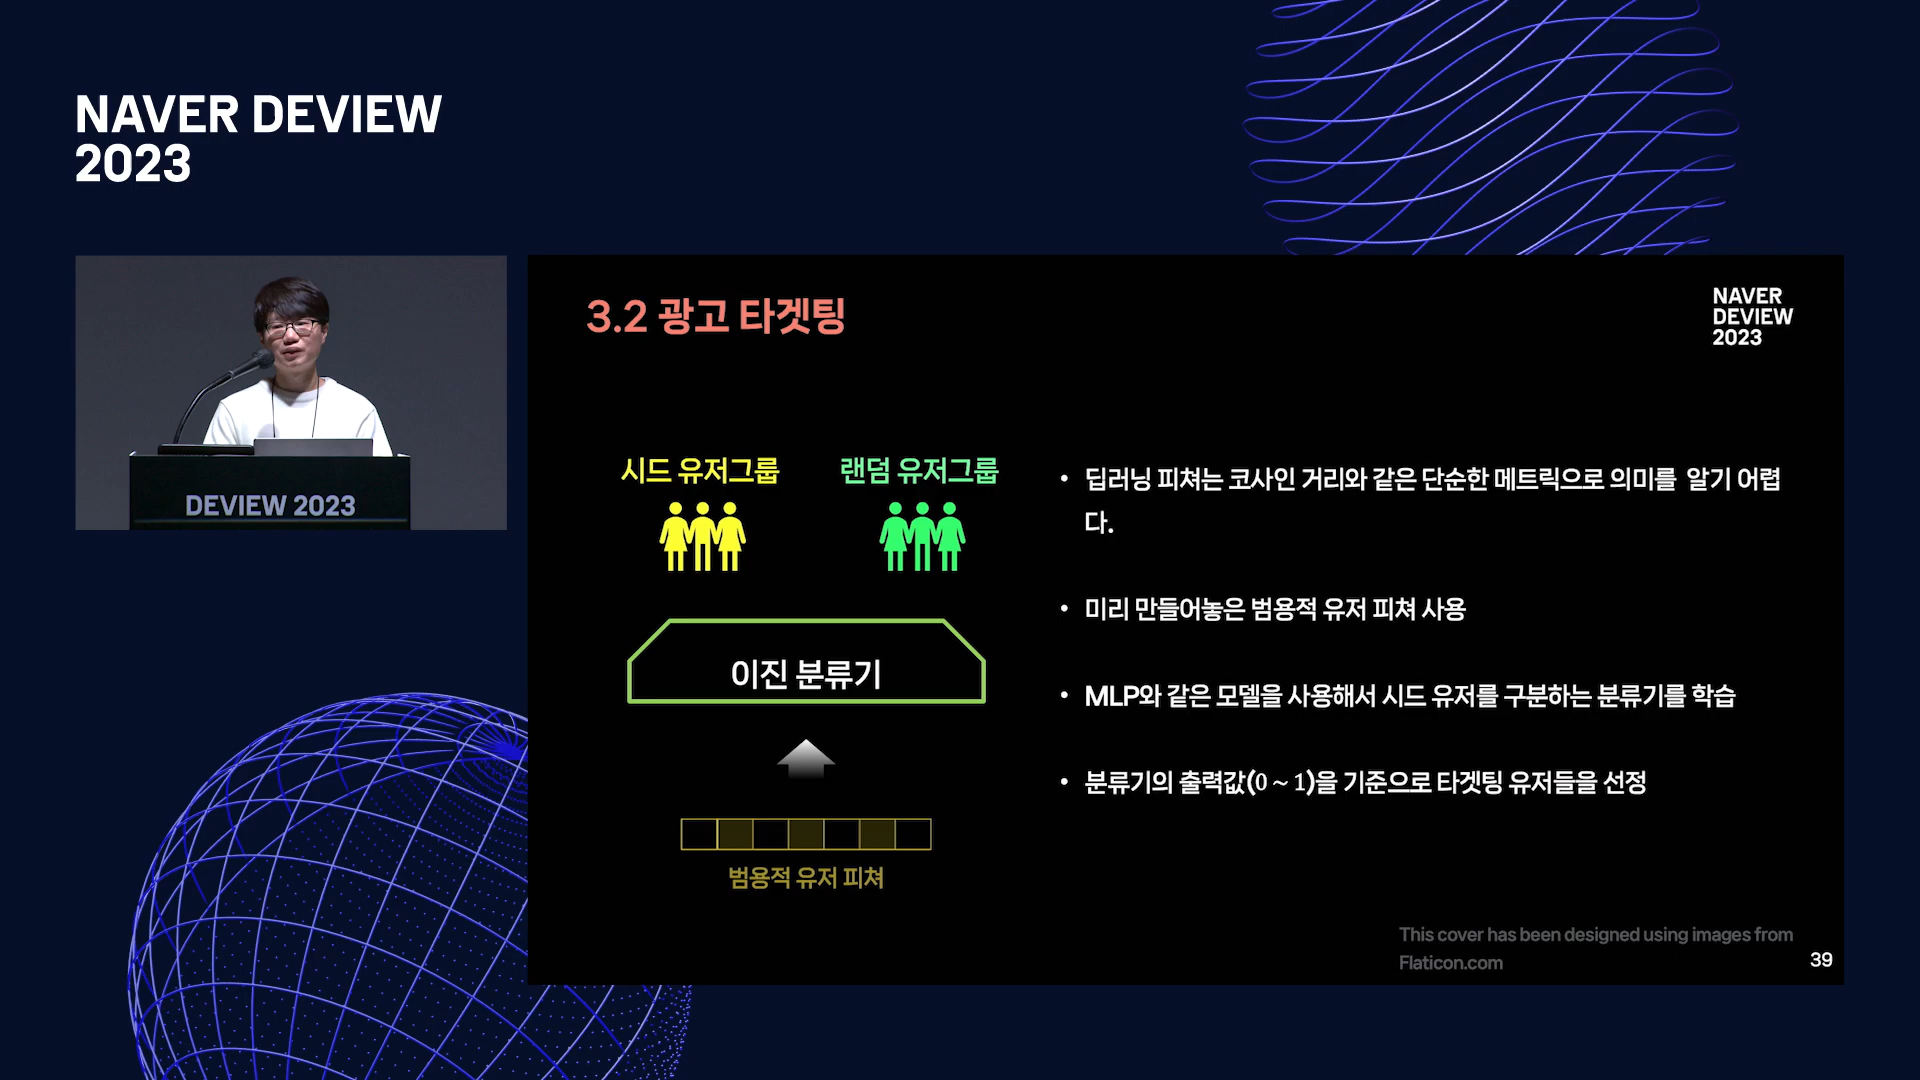 NAVER DEVIEW
2023
DEVIEW 2023
3.2 광고 타겟팅
NAVER
DEVIEW
2023
시드 유저그룹
랜덤 유저그룹
이진 분류기
범용적 유저 피쳐
• 딥러닝 피쳐는 코사인 거리와 같은 단순한 메트릭으로 의미를 알기 어렵
다.
• 미리 만들어놓은 범용적 유저 피쳐 사용
• MLP와 같은 모델을 사용해서 시드 유저를 구분하는 분류기를 학습
• 분류기의 출력값(0 ~ 1)을 기준으로 타겟팅 유저들을 선정
This cover has been designed using images from
Flaticon.com
39